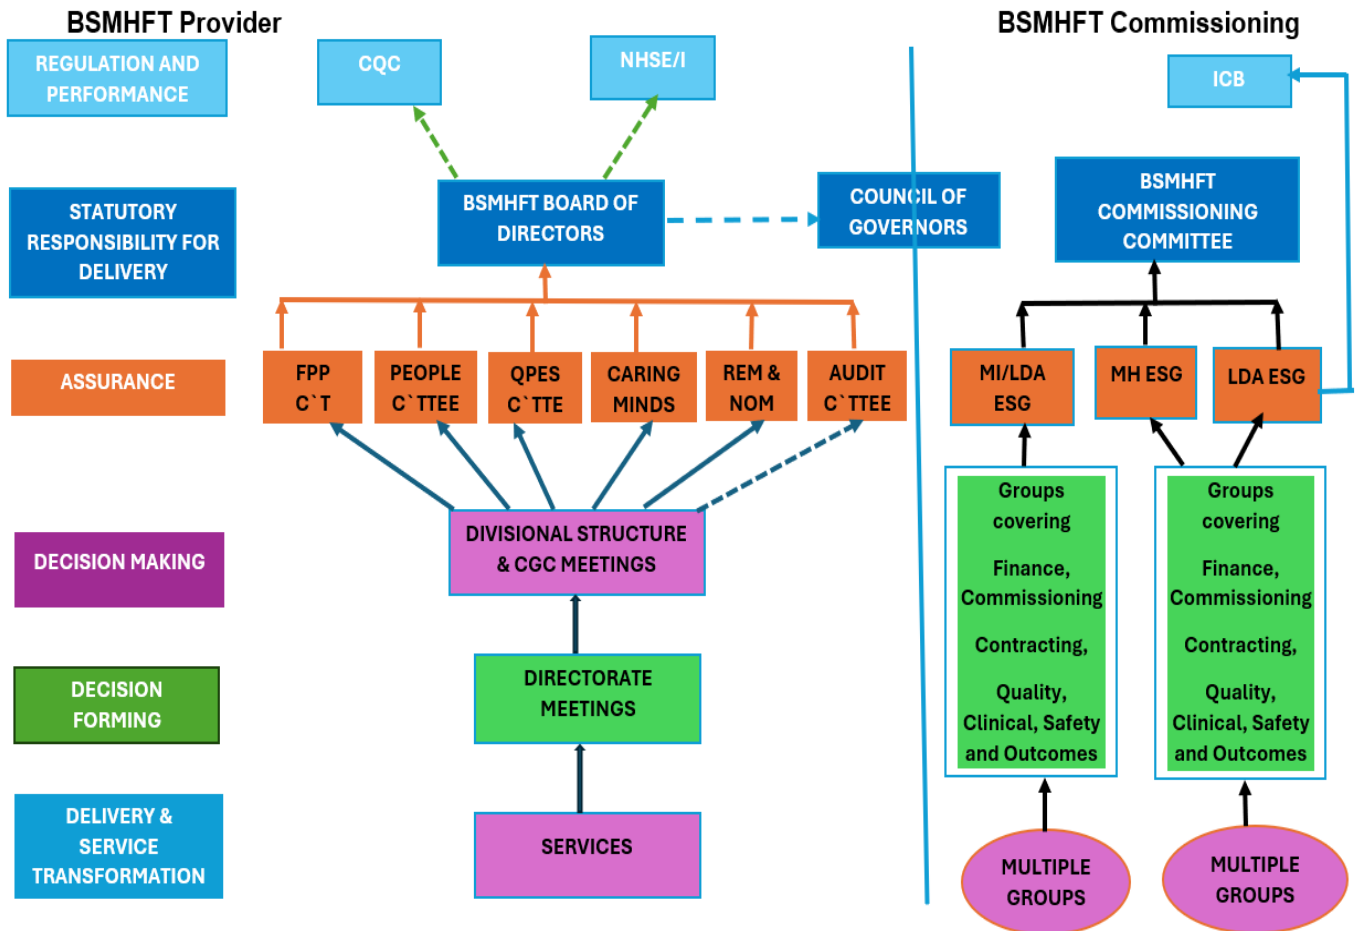 BSMHFT Provider
BSMHFT Commissioning
REGULATION AND
PERFORMANCE
CQC
NHSE/I
ICB
STATUTORY
RESPONSIBILITY FOR
DELIVERY
BSMHFT BOARD OF
DIRECTORS
COUNCIL OF
GOVERNORS
BSMHFT
COMMISSIONING
COMMITTEE
ASSURANCE
FPP
C`T
PEOPLE
C`TTEE
QPES
C`TTE
CARING
MINDS
REM &
NOM
AUDIT
C`TTEE
MI/LDA
ESG
MH ESG
LDA ESG
DECISION MAKING
DIVISIONAL STRUCTURE
& CGC MEETINGS
Groups
covering
Finance,
Commissioning
Contracting,
Quality,
Clinical, Safety
and Outcomes
Groups
covering
Finance,
Commissioning
Contracting,
Quality,
Clinical, Safety
and Outcomes
DECISION
FORMING
DIRECTORATE
MEETINGS
DELIVERY &
SERVICE
TRANSFORMATION
SERVICES
MULTIPLE
GROUPS
MULTIPLE
GROUPS